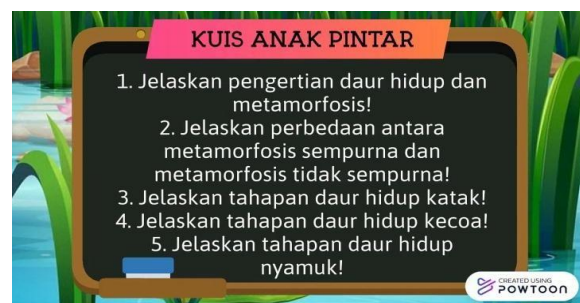 KUIS ANAK PINTAR
1. Jelaskan pengertian daur hidup dan
metamorfosis!
2. Jelaskan perbedaan antara
metamorfosis sempurna dan
metamorfosis tidak sempurna!
3. Jelaskan tahapan daur hidup katak!
4. Jelaskan tahapan daur hidup kecoa!
5. Jelaskan tahapan daur hidup
nyamuk!
CREATED USING
POWTOON